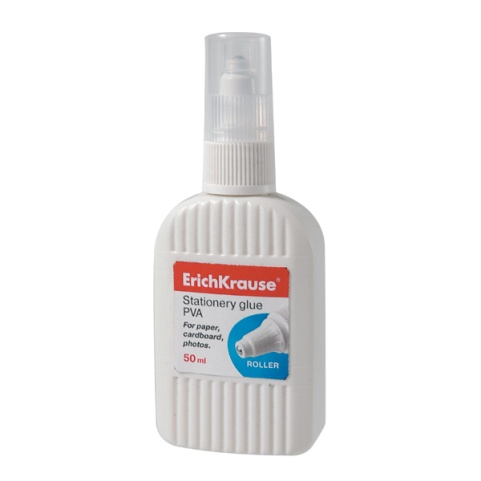 ErichKrause®
Stationery glue
PVA
For paper,
cardboard,
photos.
50 ml
ROLLER